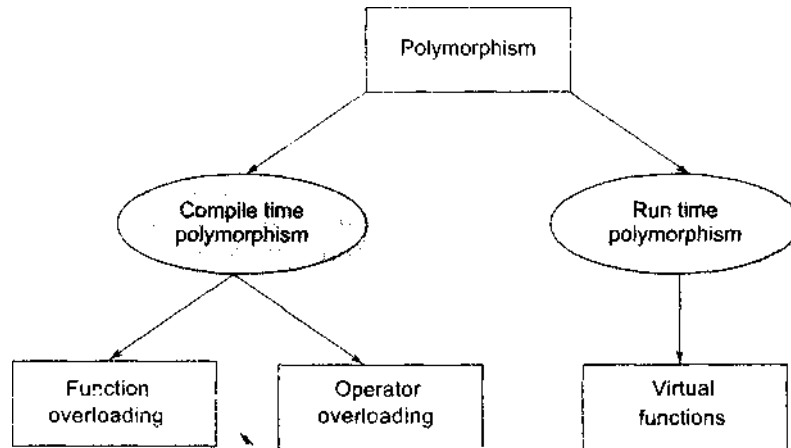 Polymorphism
Compile time
polymorphism
Run time
polymorphism
Function
overloading
Operator
overloading
Virtual
functions